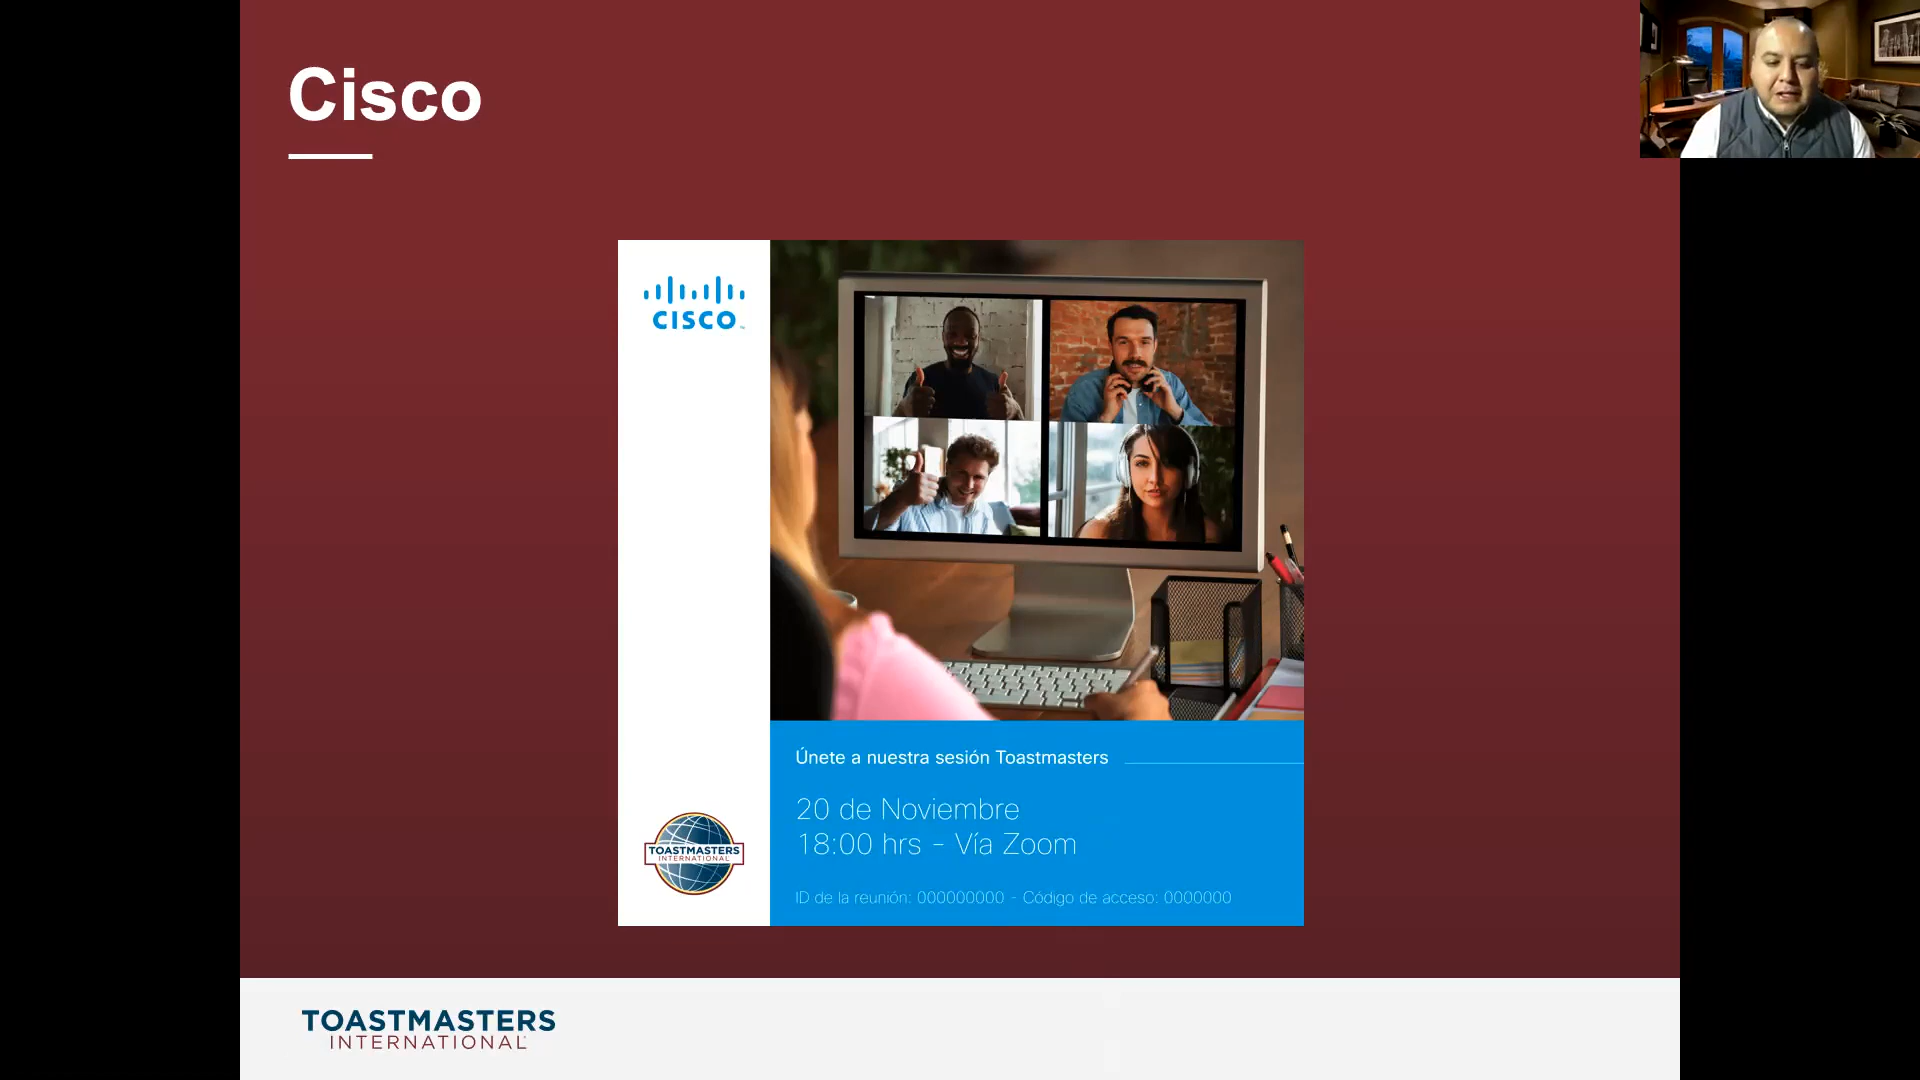 Cisco
CISCO
Únete a nuestra sesión Toastmasters
20 de Noviembre
18:00 hrs - Vía Zoom
ID de la reunión: 000000000 - Código de acceso: 0000000
TOASTMASTERS
INTERNATIONAL
TOASTMASTERS
INTERNATIONAL